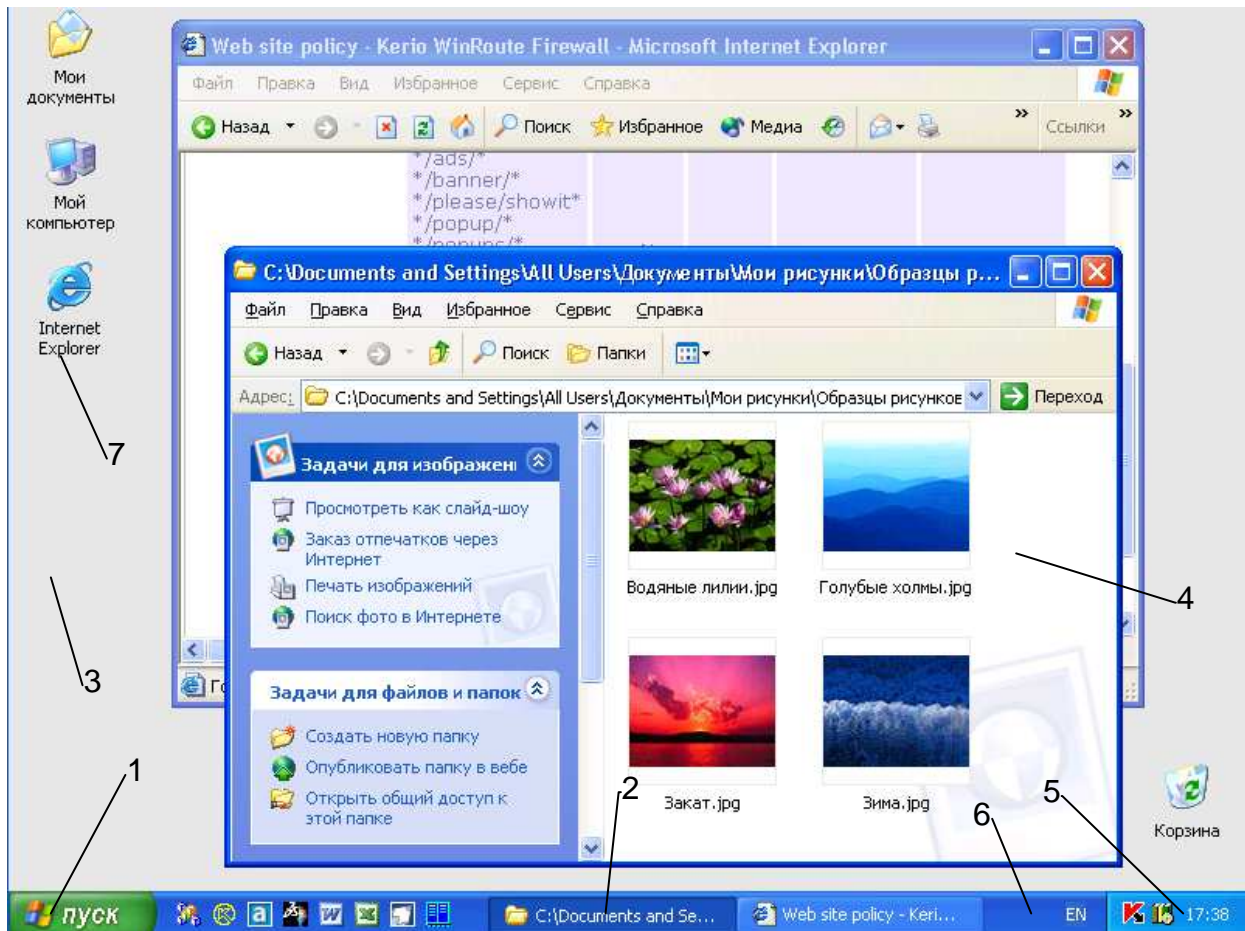 Мои
документы
Мой
компьютер
Internet
Explorer
7
3
1
Web site policy - Kerio WinRoute Firewall - Microsoft Internet Explorer
Файл Правка Вид Избранное Сервис Справка
Назад Поиск Избранное Медиа » Ссылки »
*/ads/*
*/banner/*
*/please/showit*
*/popup/*
*/popups/*
C:\Documents and Settings\All Users\Документы\Мои рисунки\Образцы р...
Файл Правка Вид Избранное Сервис Справка
Назад Поиск Папки
Адрес: C:\Documents and Settings\All Users\Документы\Мои рисунки\Образцы рисунков Переход
Задачи для изображени
Просмотреть как слайд-шоу
Заказ отпечатков через
Интернет
Печать изображений
Поиск фото в Интернете
Задачи для файлов и папок
Создать новую папку
Опубликовать папку в вебе
Открыть общий доступ к
этой папке
Водяные лилии.jpg Голубые холмы.jpg
4
Закат.jpg Зима.jpg
2
6
5
Корзина
пуск
C:\Documents and Se...
Web site policy - Keri...
EN
17:38